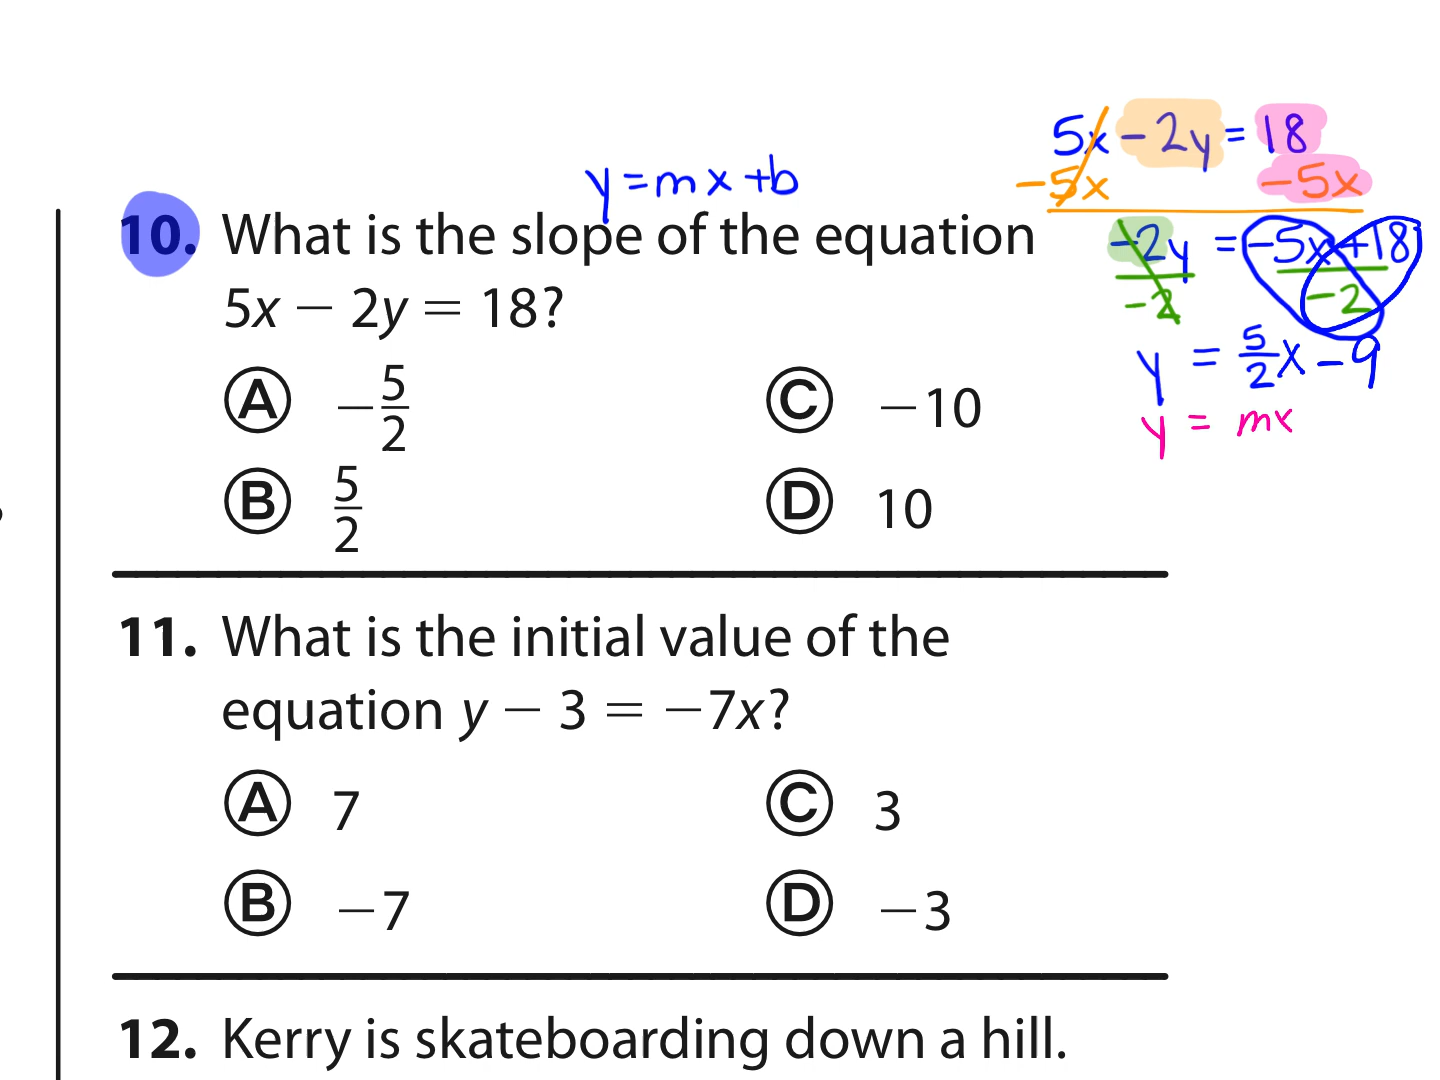 5x - 2y = 18
-5x -5x
-2y = -5x + 18
-2 -2
y = 5/2 x - 9
y = mx
y = mx + b
10. What is the slope of the equation
5x − 2y = 18?
A −5/2
C −10
B 5/2
D 10
11. What is the initial value of the
equation y − 3 = −7x?
A 7
C 3
B −7
D −3
12. Kerry is skateboarding down a hill.